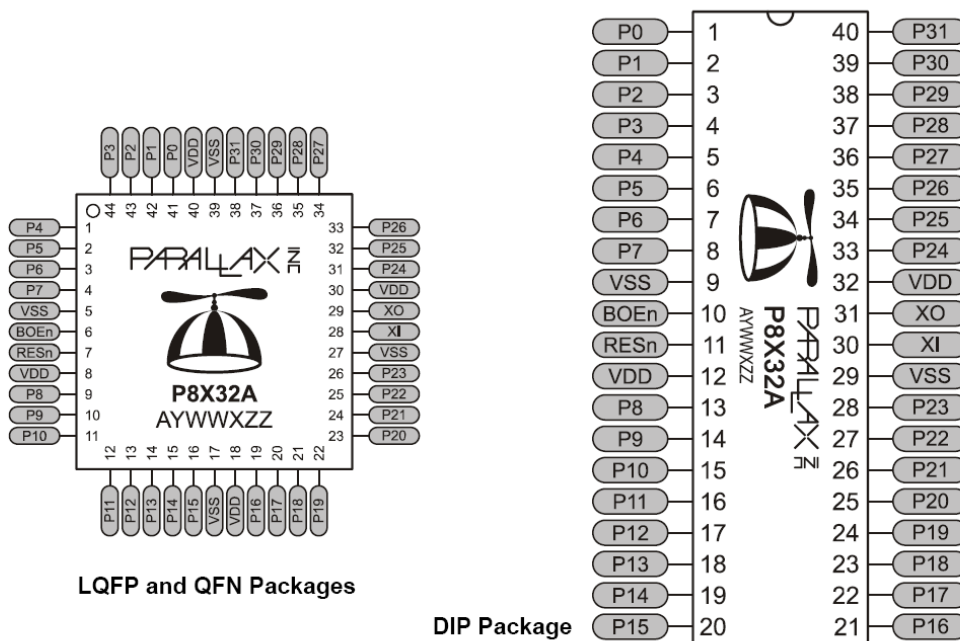 P3 P2 P1 P0 VDD VSS P31 P30 P29 P28 P27
44 43 42 41 40 39 38 37 36 35 34
P4 1 33 P26
P5 2 32 P25
P6 3 31 P24
P7 4 30 VDD
VSS 5 29 XO
BOEn 6 28 XI
RESn 7 27 VSS
VDD 8 26 P23
P8 9 25 P22
P9 10 24 P21
P10 11 23 P20
PARALLAX INC
P8X32A
AYWWXZZ
12 13 14 15 16 17 18 19 20 21 22
P11 P12 P13 P14 P15 VSS VDD P16 P17 P18 P19
LQFP and QFN Packages
P0 1 40 P31
P1 2 39 P30
P2 3 38 P29
P3 4 37 P28
P4 5 36 P27
P5 6 35 P26
P6 7 34 P25
P7 8 33 P24
VSS 9 32 VDD
BOEn 10 31 XO
RESn 11 30 XI
VDD 12 29 VSS
P8 13 28 P23
P9 14 27 P22
P10 15 26 P21
P11 16 25 P20
P12 17 24 P19
P13 18 23 P18
P14 19 22 P17
P15 20 21 P16
PARALLAX INC
P8X32A
AYWWXZZ
DIP Package